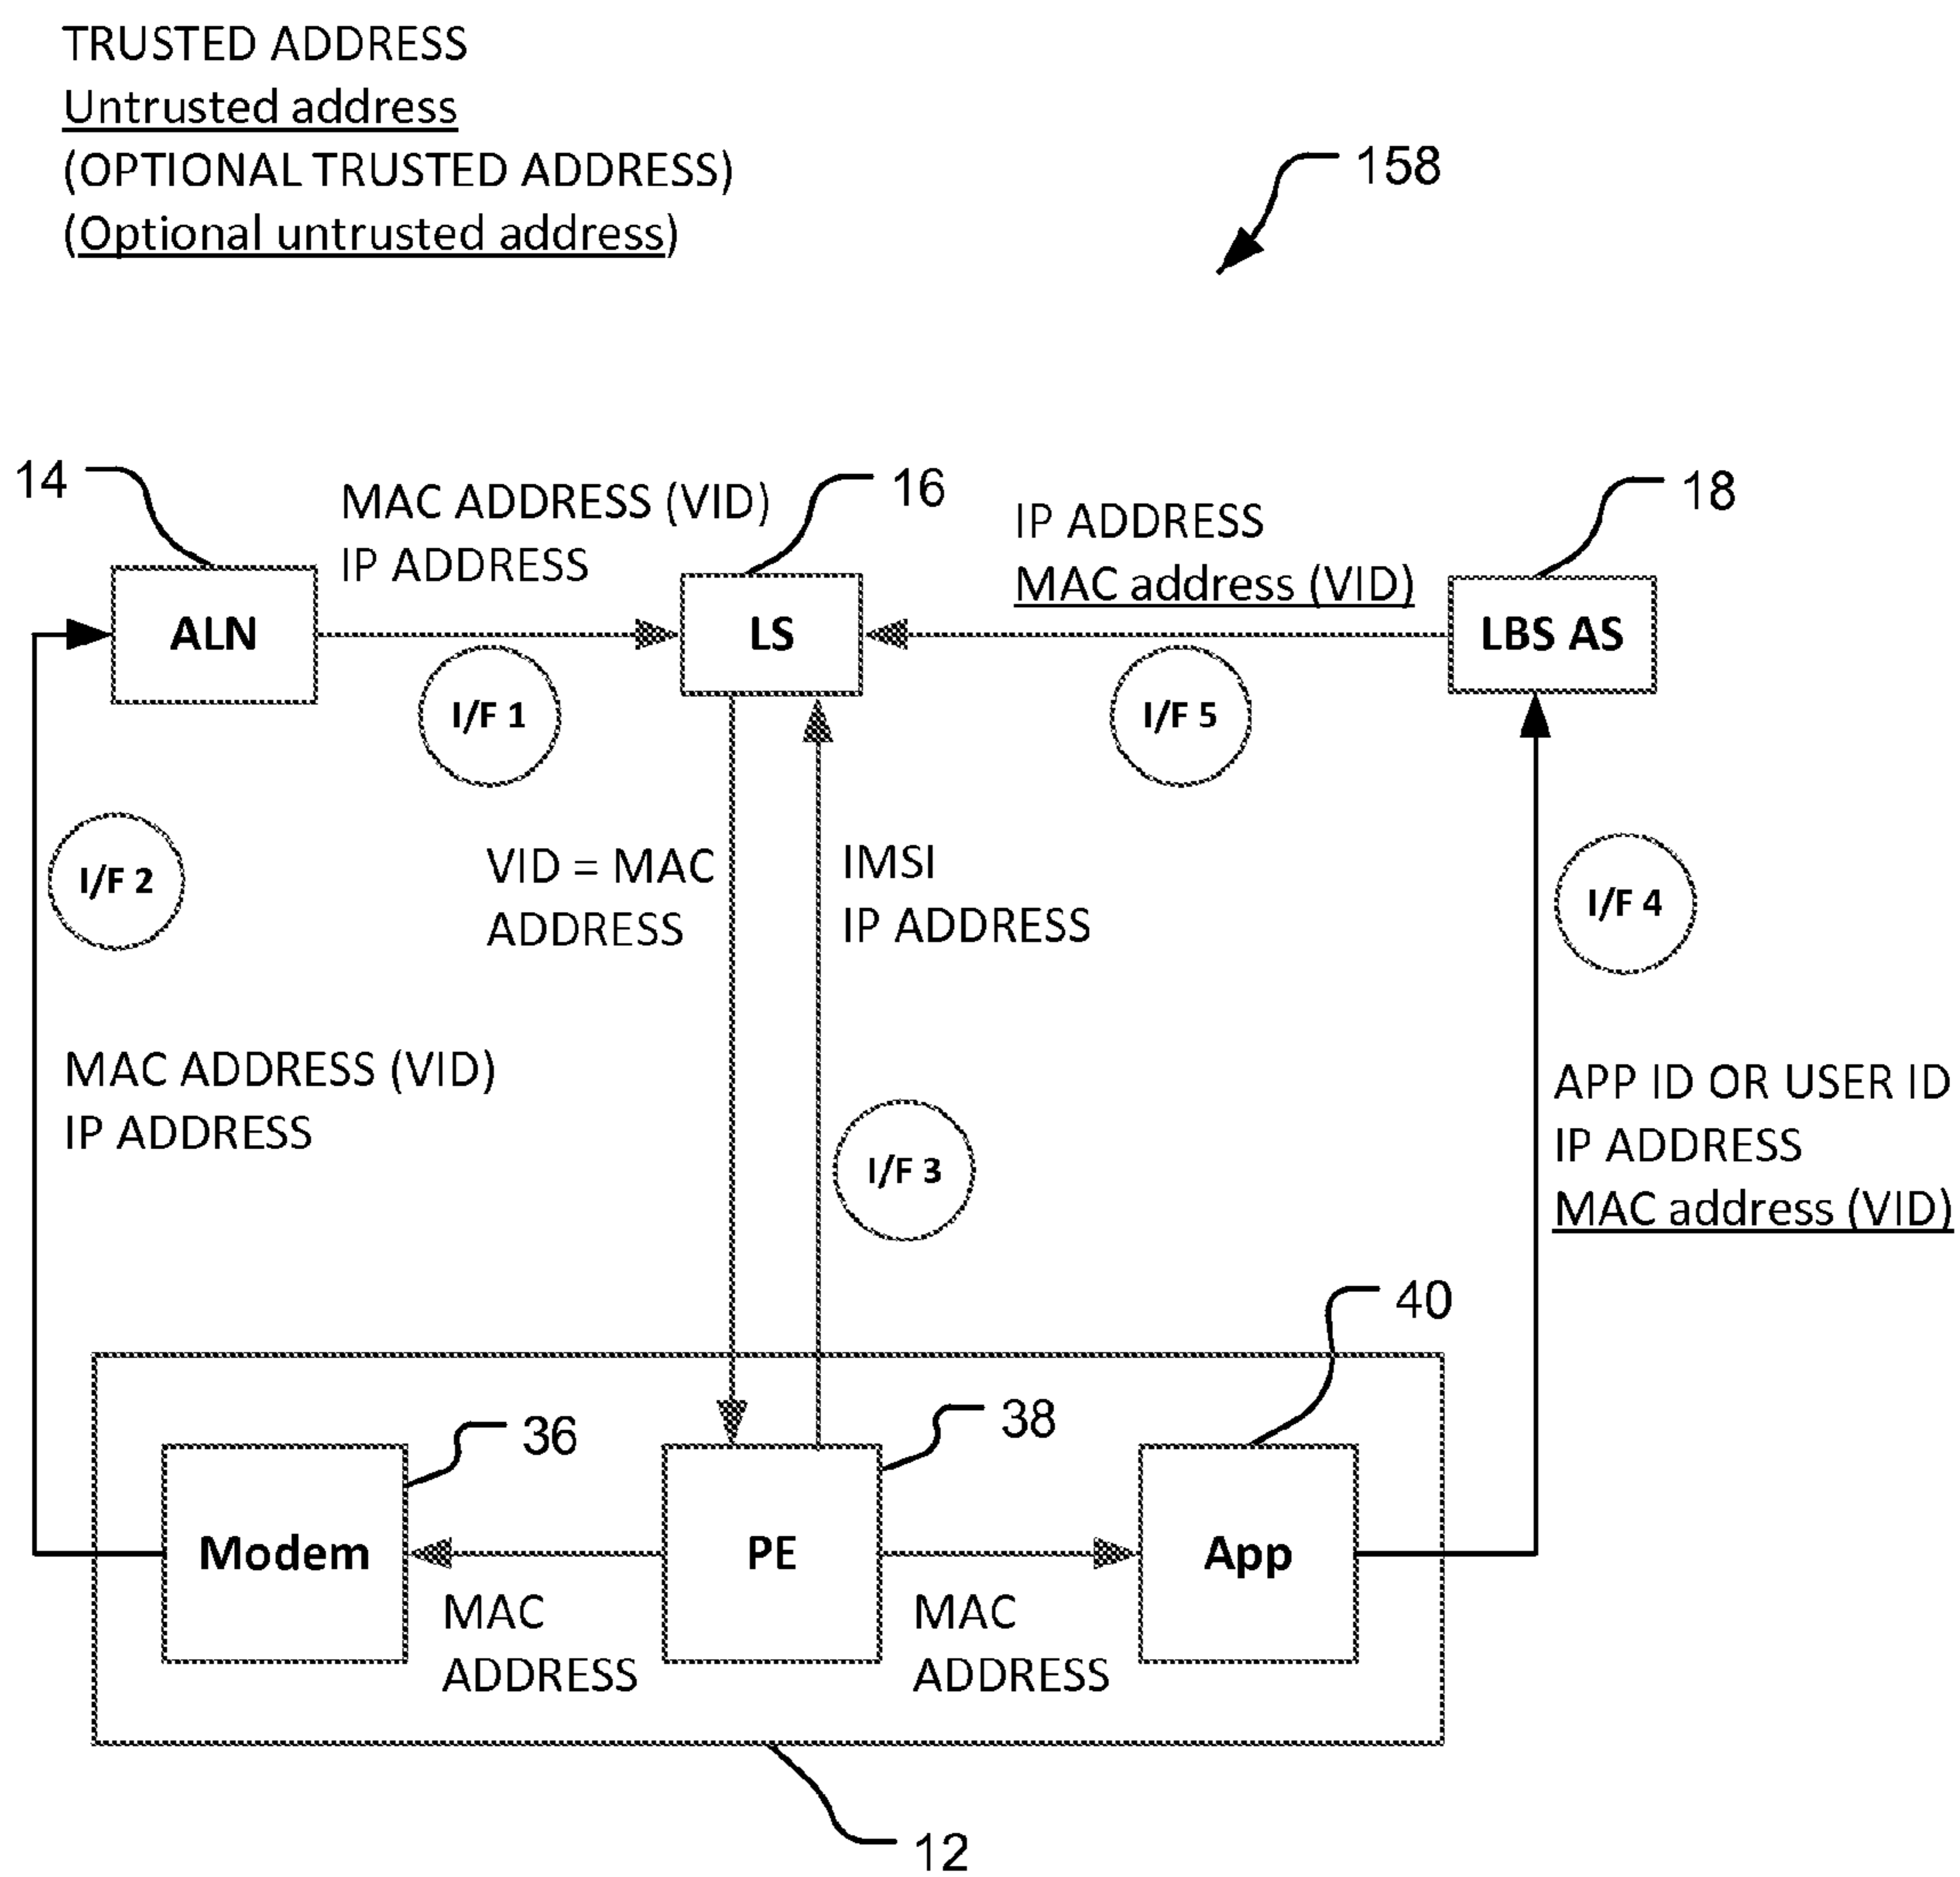 TRUSTED ADDRESS
Untrusted address
(OPTIONAL TRUSTED ADDRESS)
(Optional untrusted address)
158
14
MAC ADDRESS (VID)
IP ADDRESS
16
IP ADDRESS
MAC address (VID)
18
ALN
LS
LBS AS
I/F 1
I/F 5
I/F 2
VID = MAC
ADDRESS
IMSI
IP ADDRESS
I/F 4
MAC ADDRESS (VID)
IP ADDRESS
I/F 3
APP ID OR USER ID
IP ADDRESS
MAC address (VID)
40
36
38
Modem
PE
App
MAC
ADDRESS
MAC
ADDRESS
12